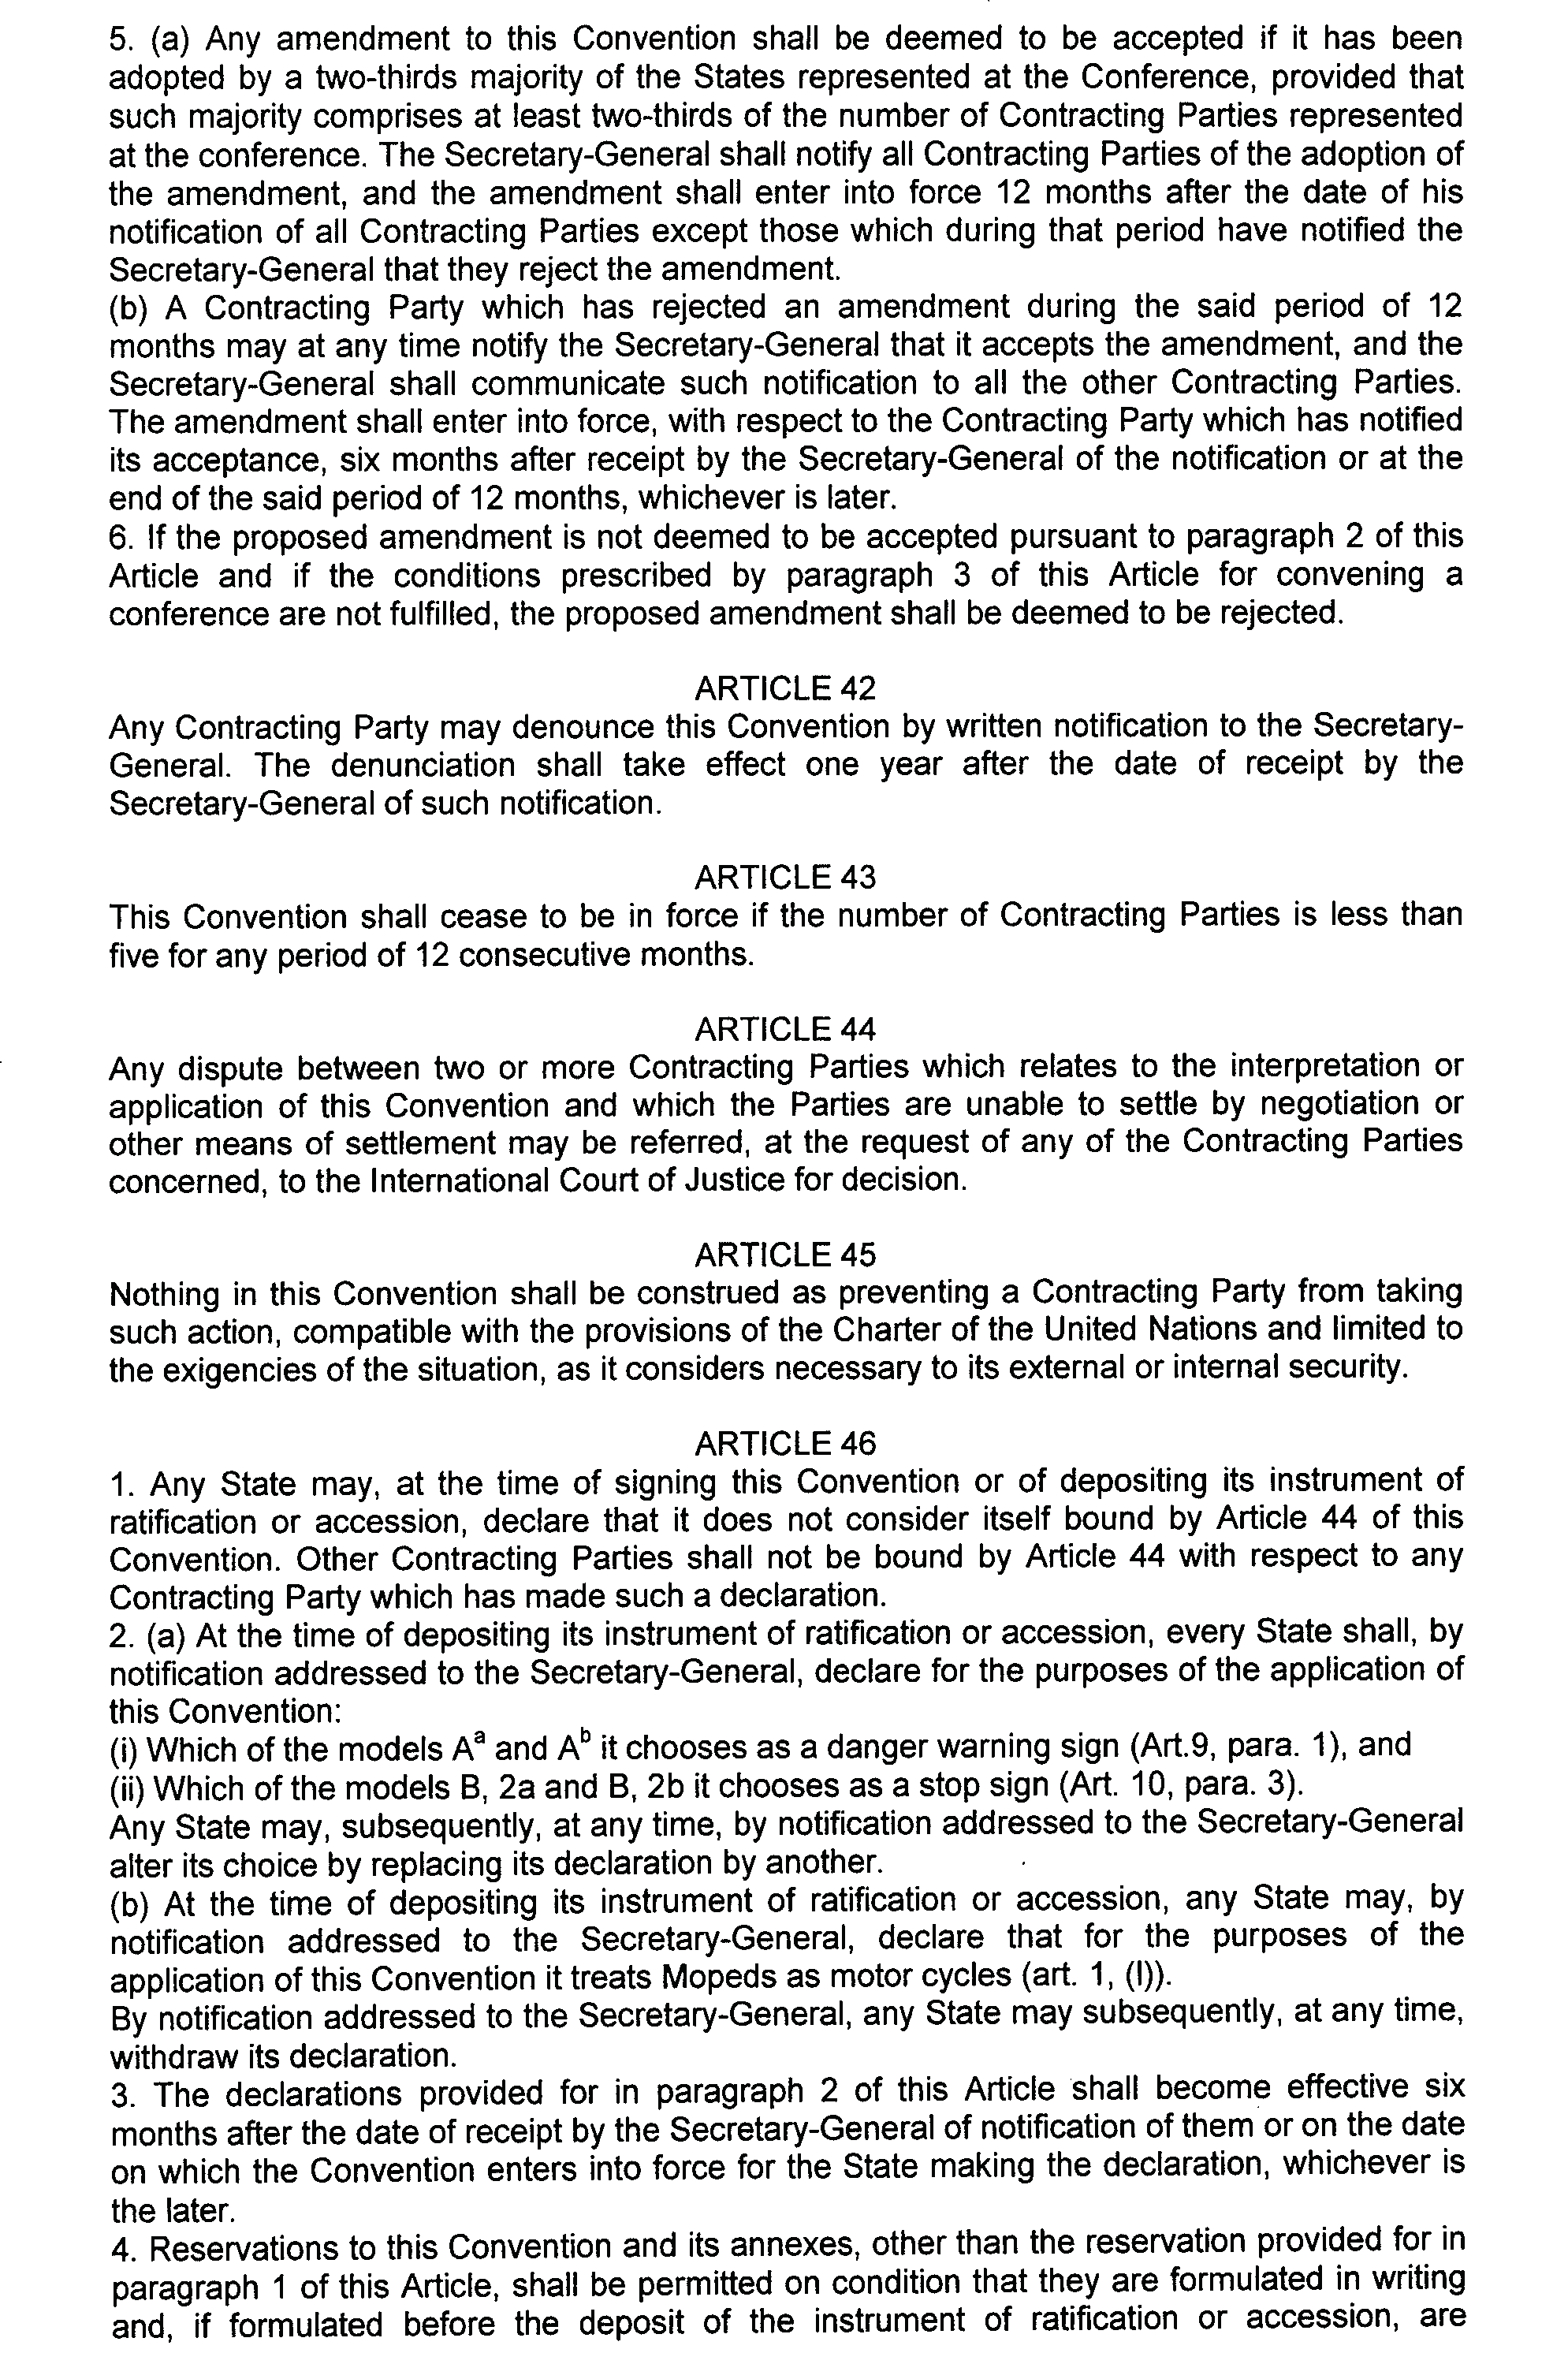 5. (a) Any amendment to this Convention shall be deemed to be accepted if it has been
adopted by a two-thirds majority of the States represented at the Conference, provided that
such majority comprises at least two-thirds of the number of Contracting Parties represented
at the conference. The Secretary-General shall notify all Contracting Parties of the adoption of
the amendment, and the amendment shall enter into force 12 months after the date of his
notification of all Contracting Parties except those which during that period have notified the
Secretary-General that they reject the amendment.
(b) A Contracting Party which has rejected an amendment during the said period of 12
months may at any time notify the Secretary-General that it accepts the amendment, and the
Secretary-General shall communicate such notification to all the other Contracting Parties.
The amendment shall enter into force, with respect to the Contracting Party which has notified
its acceptance, six months after receipt by the Secretary-General of the notification or at the
end of the said period of 12 months, whichever is later.
6. If the proposed amendment is not deemed to be accepted pursuant to paragraph 2 of this
Article and if the conditions prescribed by paragraph 3 of this Article for convening a
conference are not fulfilled, the proposed amendment shall be deemed to be rejected.
ARTICLE 42
Any Contracting Party may denounce this Convention by written notification to the Secretary-
General. The denunciation shall take effect one year after the date of receipt by the
Secretary-General of such notification.
ARTICLE 43
This Convention shall cease to be in force if the number of Contracting Parties is less than
five for any period of 12 consecutive months.
ARTICLE 44
Any dispute between two or more Contracting Parties which relates to the interpretation or
application of this Convention and which the Parties are unable to settle by negotiation or
other means of settlement may be referred, at the request of any of the Contracting Parties
concerned, to the International Court of Justice for decision.
ARTICLE 45
Nothing in this Convention shall be construed as preventing a Contracting Party from taking
such action, compatible with the provisions of the Charter of the United Nations and limited to
the exigencies of the situation, as it considers necessary to its external or internal security.
ARTICLE 46
1. Any State may, at the time of signing this Convention or of depositing its instrument of
ratification or accession, declare that it does not consider itself bound by Article 44 of this
Convention. Other Contracting Parties shall not be bound by Article 44 with respect to any
Contracting Party which has made such a declaration.
2. (a) At the time of depositing its instrument of ratification or accession, every State shall, by
notification addressed to the Secretary-General, declare for the purposes of the application of
this Convention:
(i) Which of the models Aᵃ and Aᵇ it chooses as a danger warning sign (Art.9, para. 1), and
(ii) Which of the models B, 2a and B, 2b it chooses as a stop sign (Art. 10, para. 3).
Any State may, subsequently, at any time, by notification addressed to the Secretary-General
alter its choice by replacing its declaration by another.
(b) At the time of depositing its instrument of ratification or accession, any State may, by
notification addressed to the Secretary-General, declare that for the purposes of the
application of this Convention it treats Mopeds as motor cycles (art. 1, (l)).
By notification addressed to the Secretary-General, any State may subsequently, at any time,
withdraw its declaration.
3. The declarations provided for in paragraph 2 of this Article shall become effective six
months after the date of receipt by the Secretary-General of notification of them or on the date
on which the Convention enters into force for the State making the declaration, whichever is
the later.
4. Reservations to this Convention and its annexes, other than the reservation provided for in
paragraph 1 of this Article, shall be permitted on condition that they are formulated in writing
and, if formulated before the deposit of the instrument of ratification or accession, are